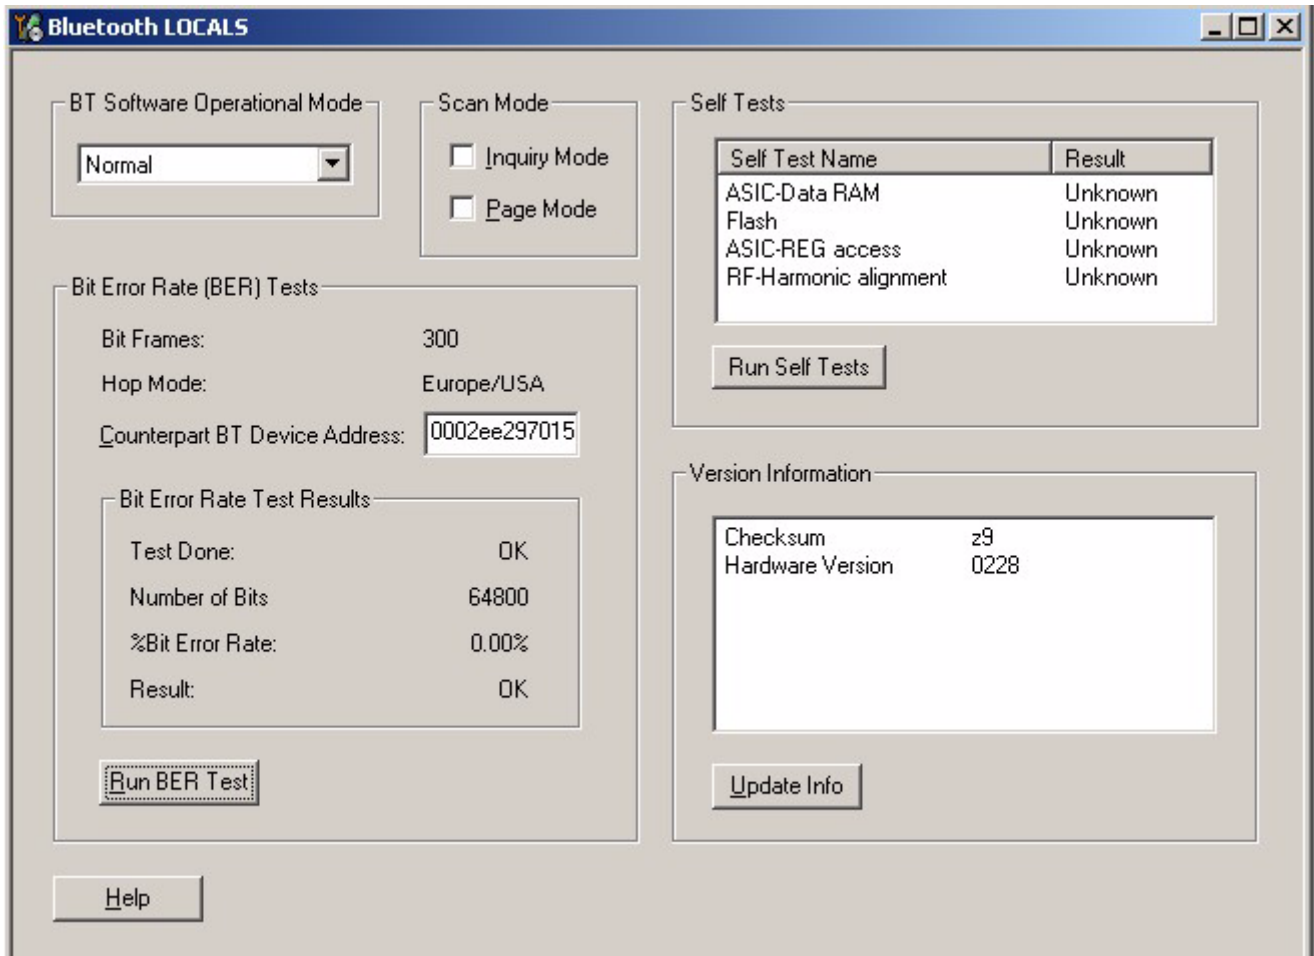 Bluetooth LOCALS
BT Software Operational Mode
Normal
Scan Mode
Inquiry Mode
Page Mode
Bit Error Rate (BER) Tests
Bit Frames: 300
Hop Mode: Europe/USA
Counterpart BT Device Address: 0002ee297015
Bit Error Rate Test Results
Test Done: OK
Number of Bits 64800
%Bit Error Rate: 0.00%
Result: OK
Run BER Test
Help
Self Tests
Self Test Name Result
ASIC-Data RAM Unknown
Flash Unknown
ASIC-REG access Unknown
RF-Harmonic alignment Unknown
Run Self Tests
Version Information
Checksum z9
Hardware Version 0228
Update Info